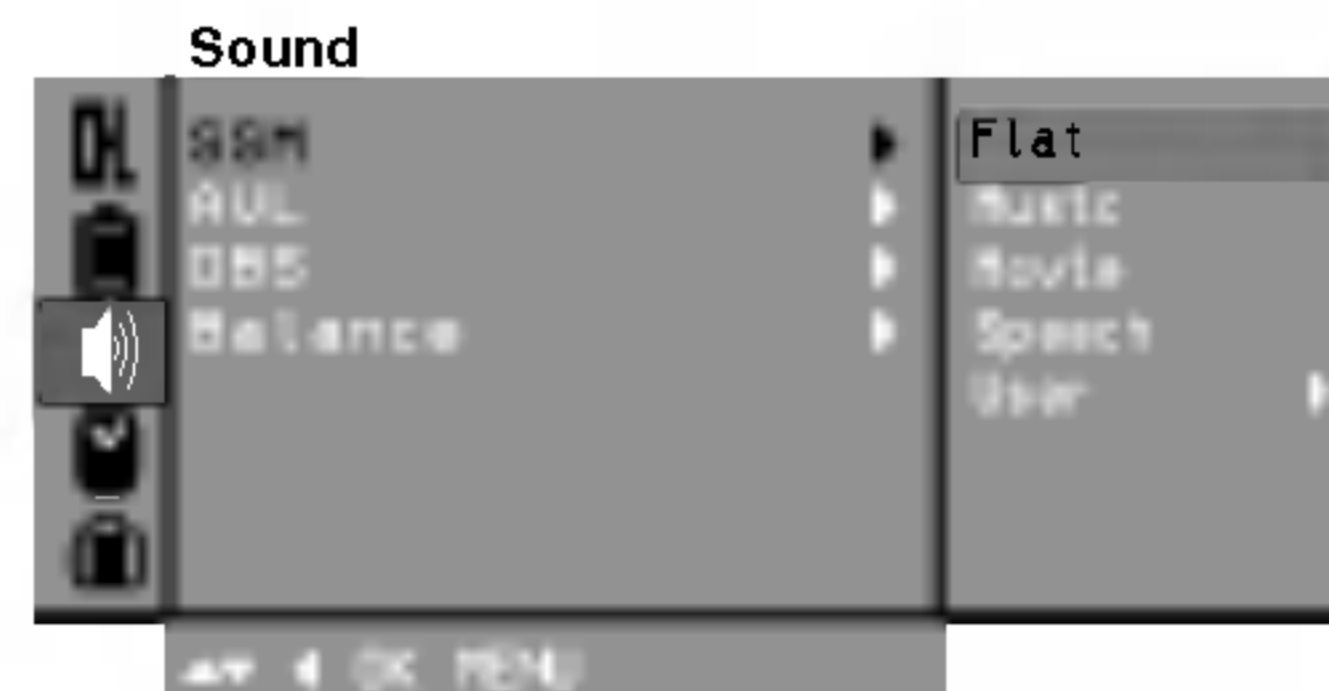 Sound
SSM
AVL
DBS
Balance
Flat
Music
Movie
Speech
User
OK MENU